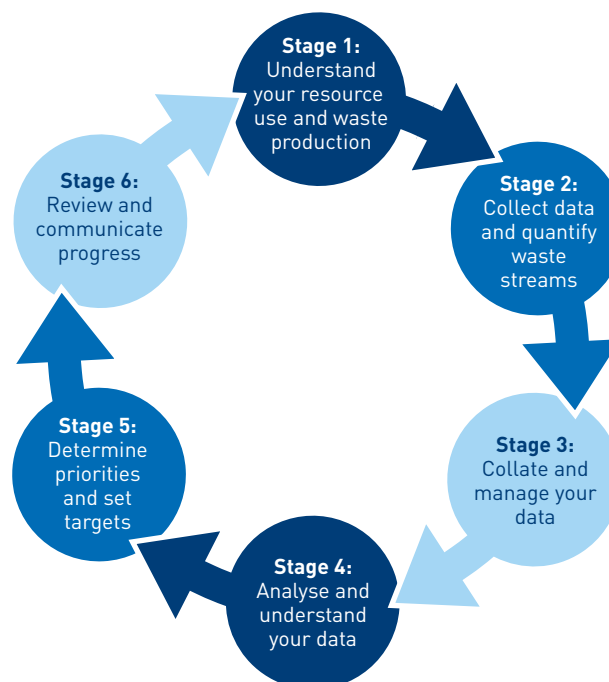 Stage 1:
Understand
your resource
use and waste
production
Stage 2:
Collect data
and quantify
waste
streams
Stage 3:
Collate and
manage your
data
Stage 4:
Analyse and
understand
your data
Stage 5:
Determine
priorities
and set
targets
Stage 6:
Review and
communicate
progress